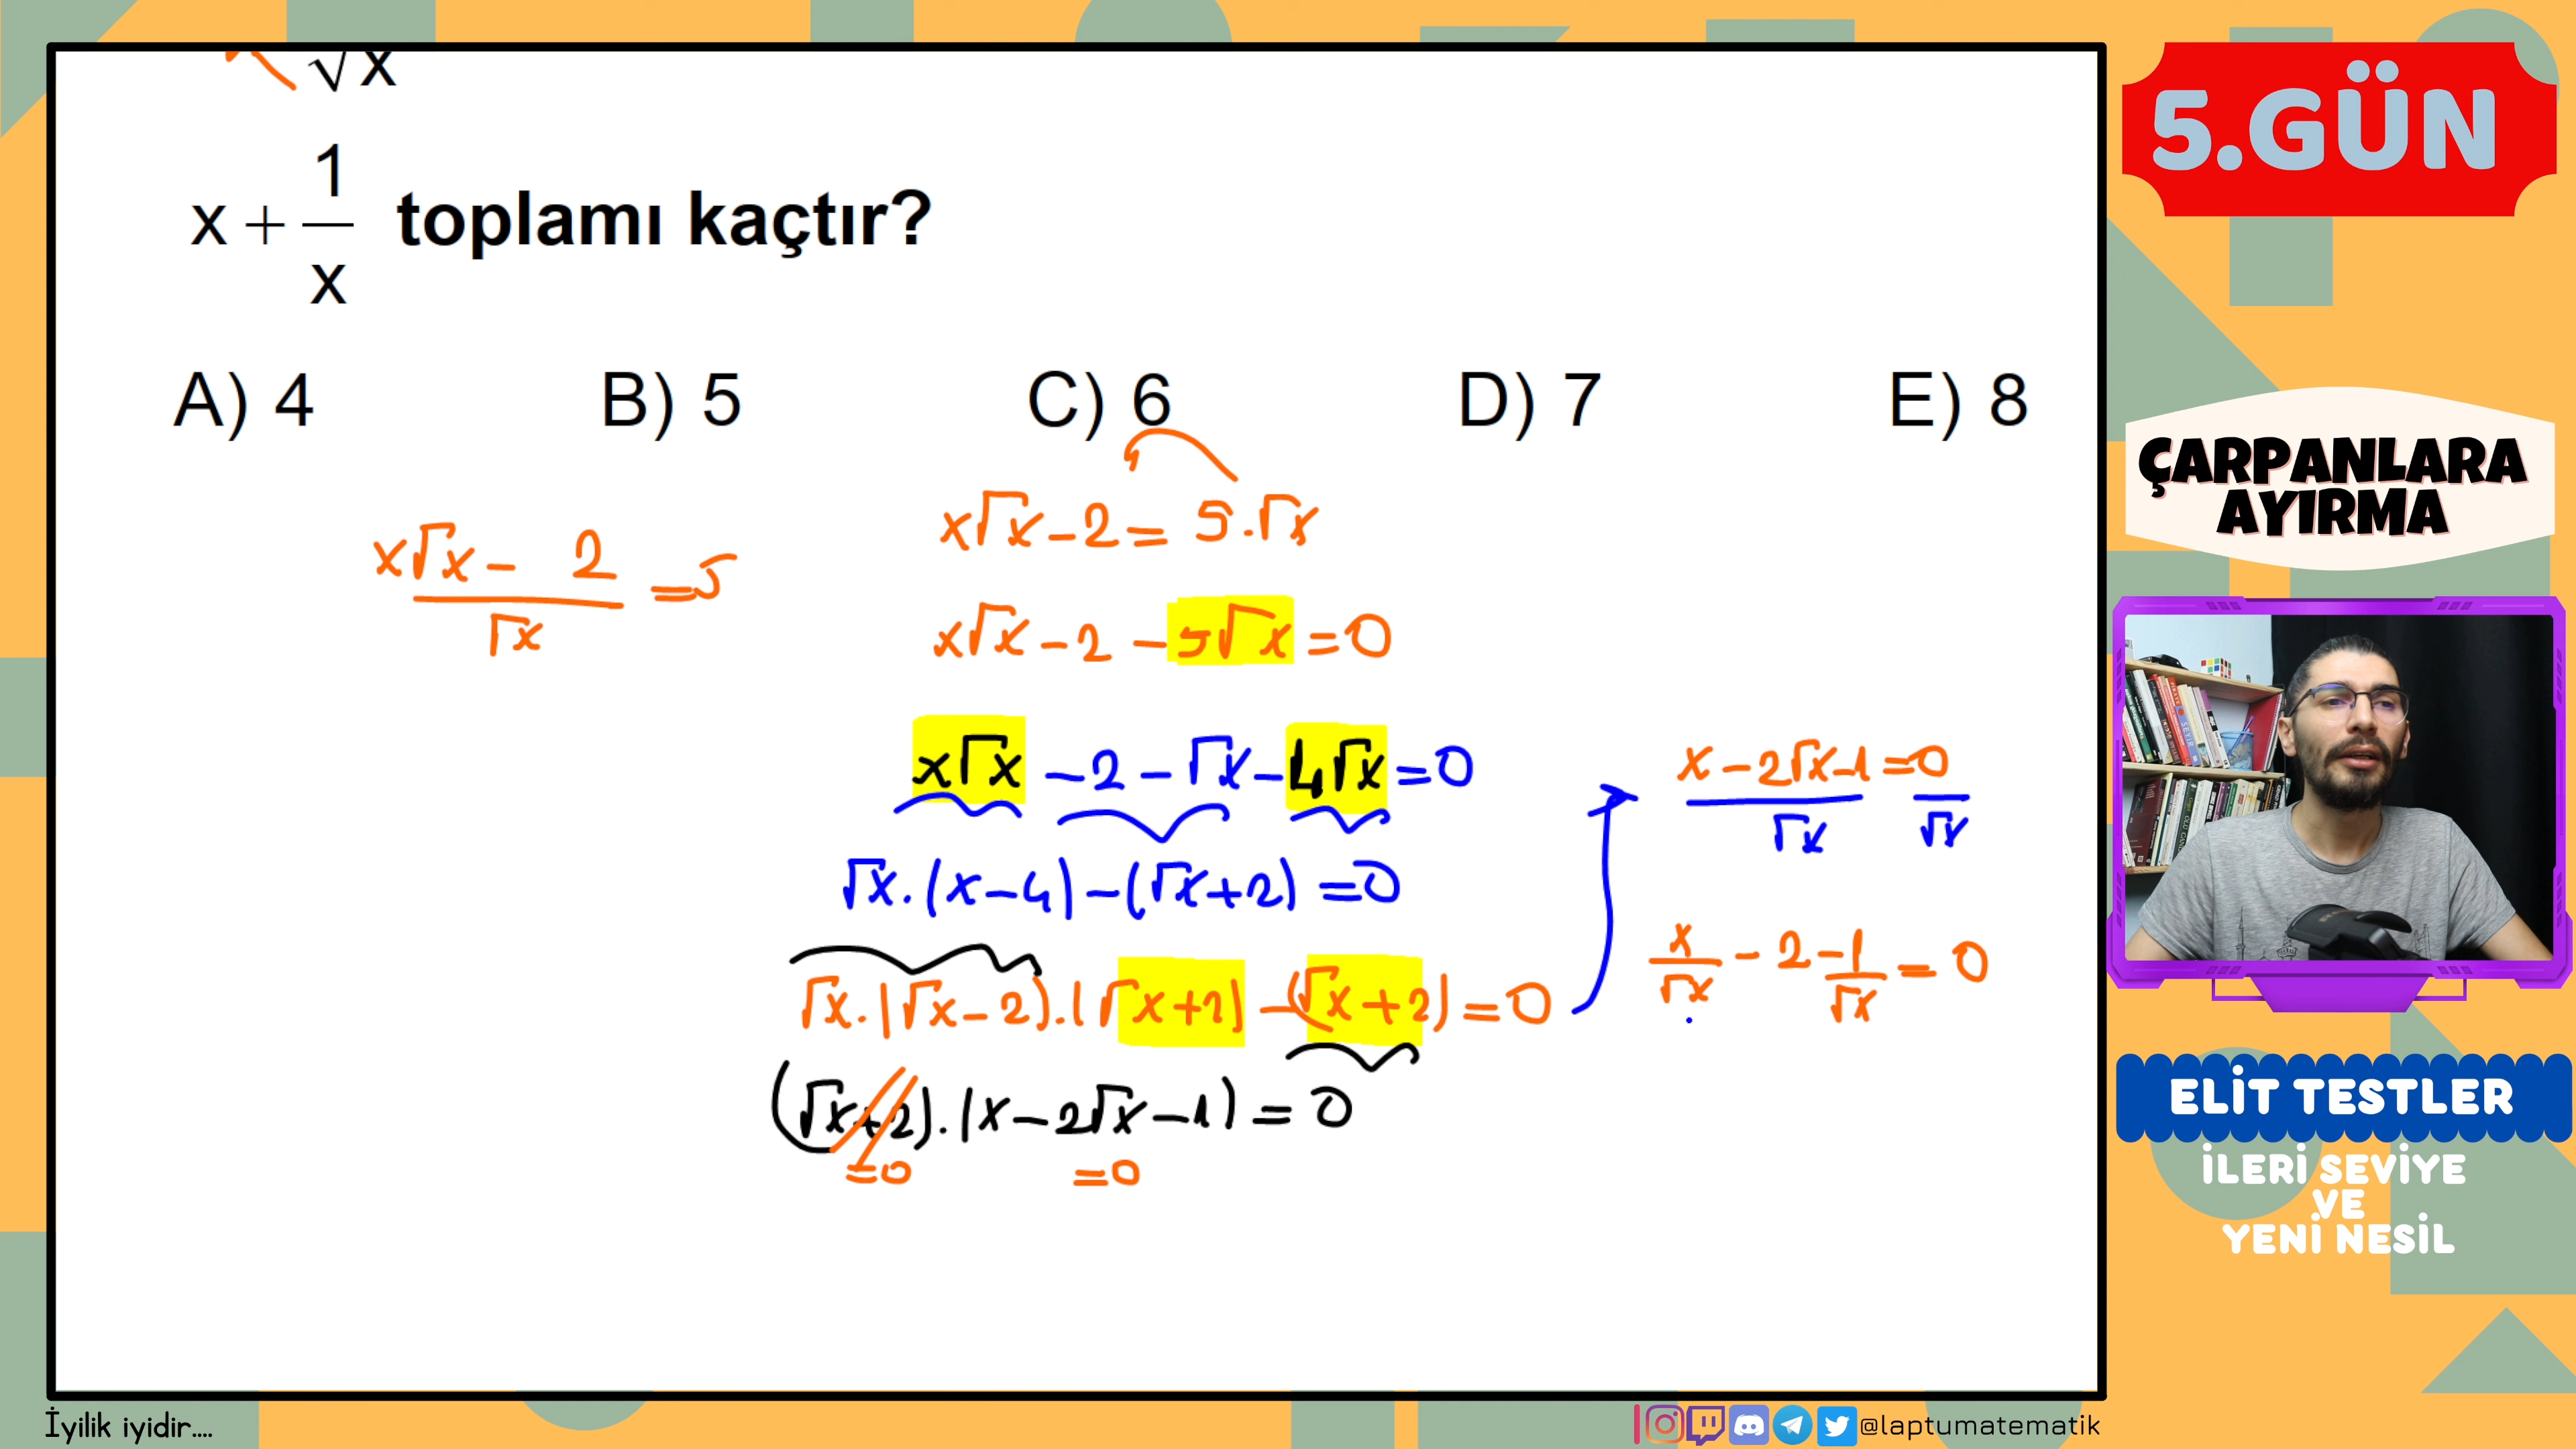 √x
x + 1/x toplamı kaçtır?
A) 4 B) 5 C) 6 D) 7 E) 8
x√x - 2 / √x = 5
x√x - 2 = 5.√x
x√x - 2 - 5√x = 0
x√x - 2 - √x - 4√x = 0
√x.(x-4) - (√x+2) = 0
√x.(√x-2).(√x+2) - (√x+2) = 0
(√x+2).(x-2√x-1) = 0
=0 =0
x-2√x-1 / √x = 0 / √x
x/√x - 2 - 1/√x = 0
5.GÜN
ÇARPANLARA
AYIRMA
ELİT TESTLER
İLERİ SEVİYE
VE
YENİ NESİL
İyilik iyidir....
@laptumatematik